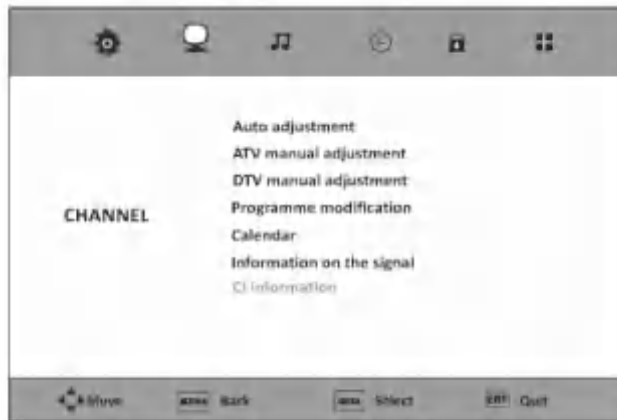 Auto adjustment
ATV manual adjustment
DTV manual adjustment
CHANNEL
Programme modification
Calendar
Information on the signal
CI information
Move Back Select Quit